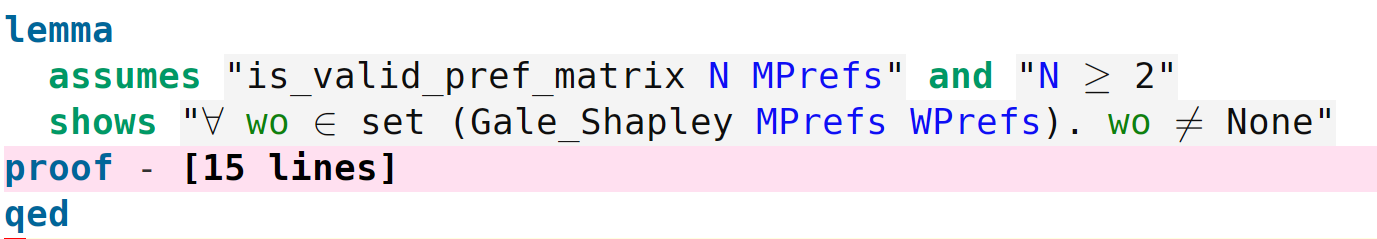 lemma
assumes "is_valid_pref_matrix N MPrefs" and "N ≥ 2"
shows "∀ wo ∈ set (Gale_Shapley MPrefs WPrefs). wo ≠ None"
proof - [15 lines]
qed